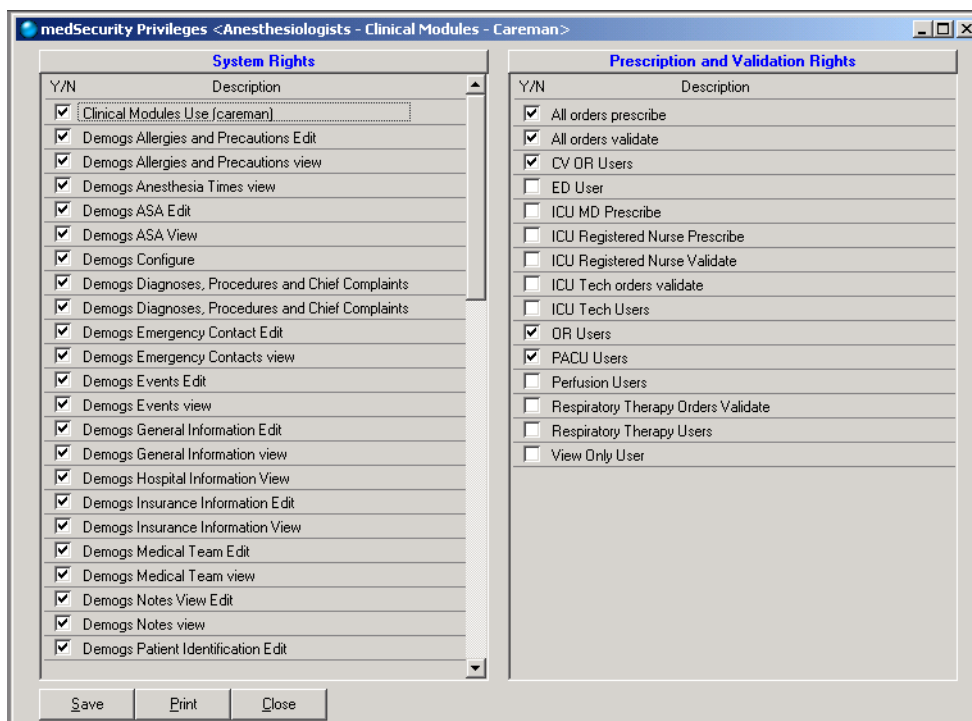 medSecurity Privileges <Anesthesiologists - Clinical Modules - Careman>
System Rights
Y/N Description
Clinical Modules Use (careman)
Demogs Allergies and Precautions Edit
Demogs Allergies and Precautions view
Demogs Anesthesia Times view
Demogs ASA Edit
Demogs ASA View
Demogs Configure
Demogs Diagnoses, Procedures and Chief Complaints
Demogs Diagnoses, Procedures and Chief Complaints
Demogs Emergency Contact Edit
Demogs Emergency Contacts view
Demogs Events Edit
Demogs Events view
Demogs General Information Edit
Demogs General Information view
Demogs Hospital Information View
Demogs Insurance Information Edit
Demogs Insurance Information View
Demogs Medical Team Edit
Demogs Medical Team view
Demogs Notes View Edit
Demogs Notes view
Demogs Patient Identification Edit
Prescription and Validation Rights
Y/N Description
All orders prescribe
All orders validate
CV OR Users
ED User
ICU MD Prescribe
ICU Registered Nurse Prescribe
ICU Registered Nurse Validate
ICU Tech orders validate
ICU Tech Users
OR Users
PACU Users
Perfusion Users
Respiratory Therapy Orders Validate
Respiratory Therapy Users
View Only User
Save Print Close